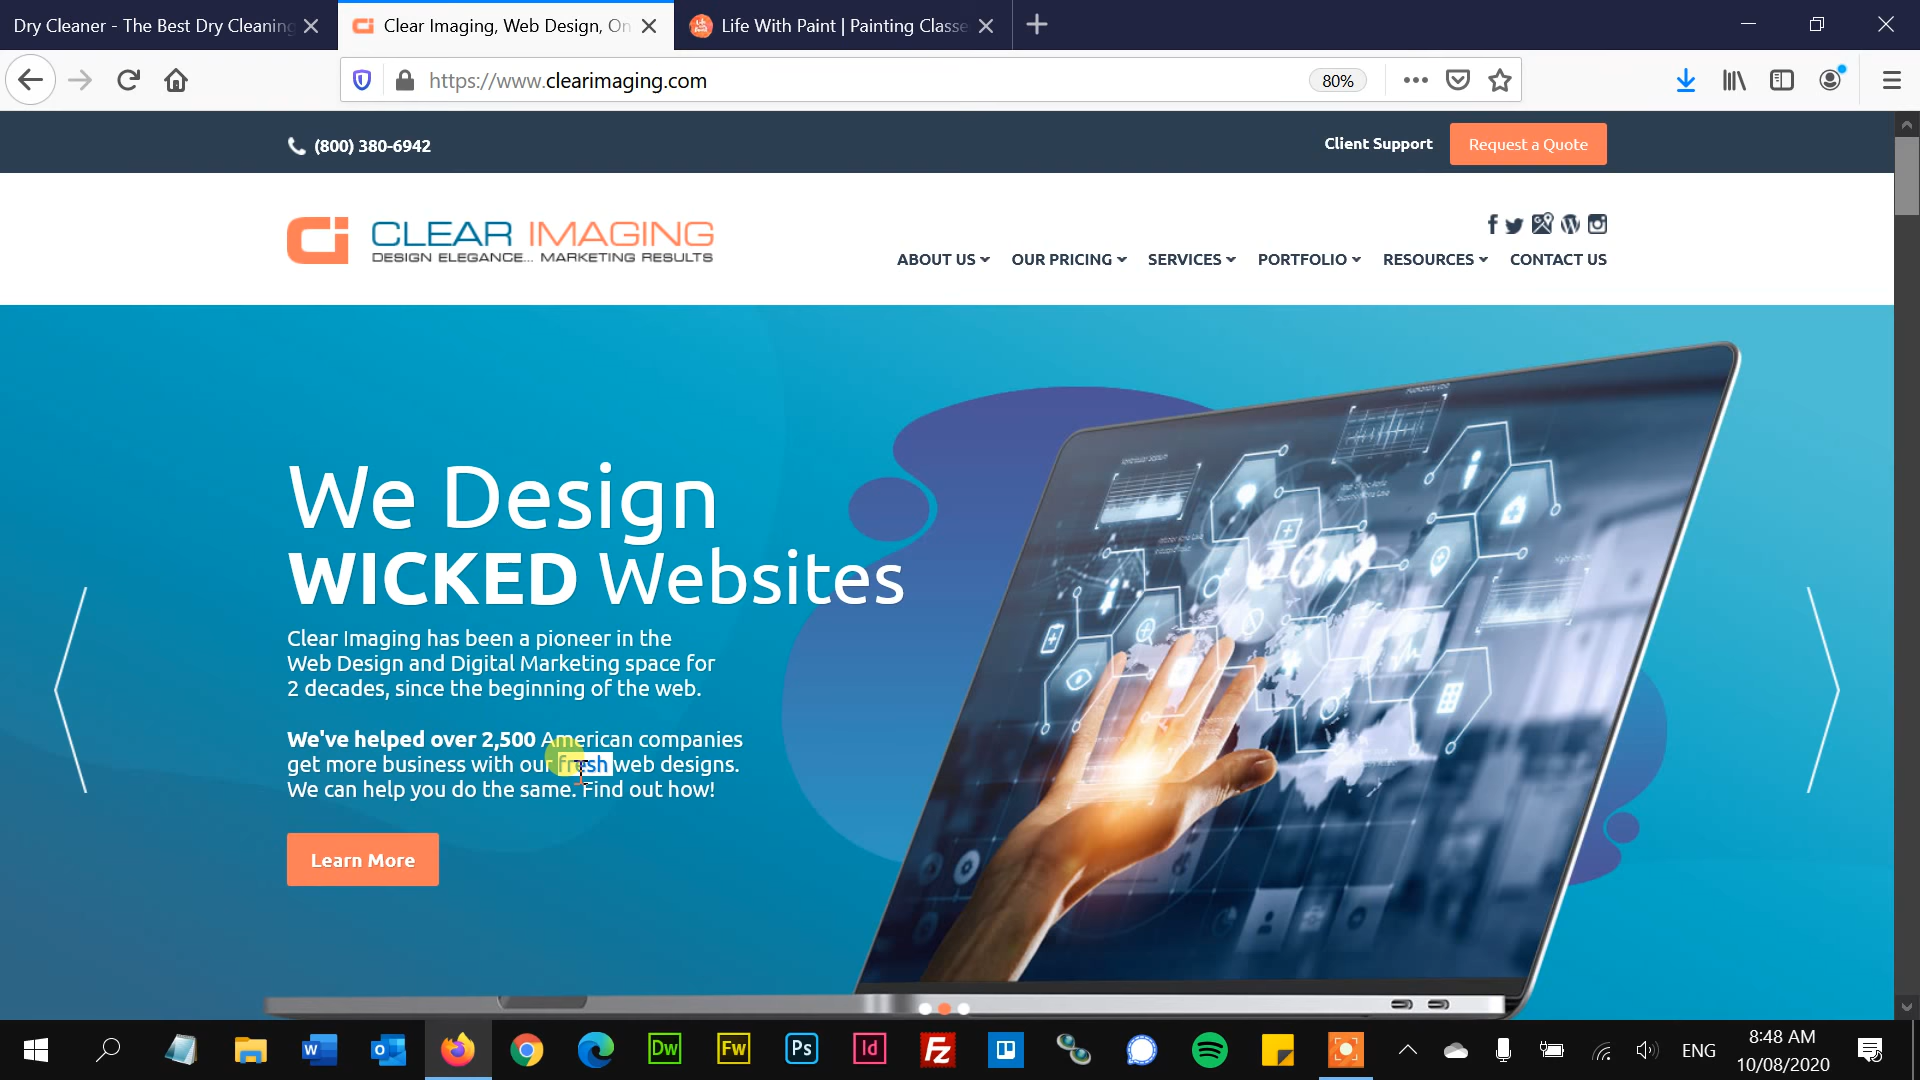 Dry Cleaner - The Best Dry Cleaning
Clear Imaging, Web Design, On
Life With Paint | Painting Classe
https://www.clearimaging.com
80%
(800) 380-6942
Client Support
Request a Quote
CLEAR IMAGING
DESIGN ELEGANCE... MARKETING RESULTS
ABOUT US
OUR PRICING
SERVICES
PORTFOLIO
RESOURCES
CONTACT US
We Design
WICKED Websites
Clear Imaging has been a pioneer in the
Web Design and Digital Marketing space for
2 decades, since the beginning of the web.
We've helped over 2,500 American companies
get more business with our fresh web designs.
We can help you do the same. Find out how!
Learn More
Dw
Fw
Ps
Id
Fz
ENG
8:48 AM
10/08/2020